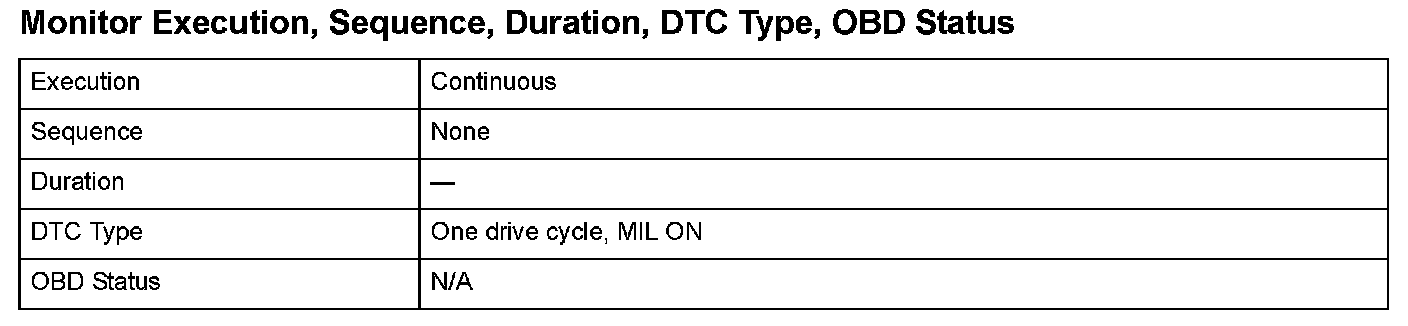 Monitor Execution, Sequence, Duration, DTC Type, OBD Status
Execution Continuous
Sequence None
Duration —
DTC Type One drive cycle, MIL ON
OBD Status N/A